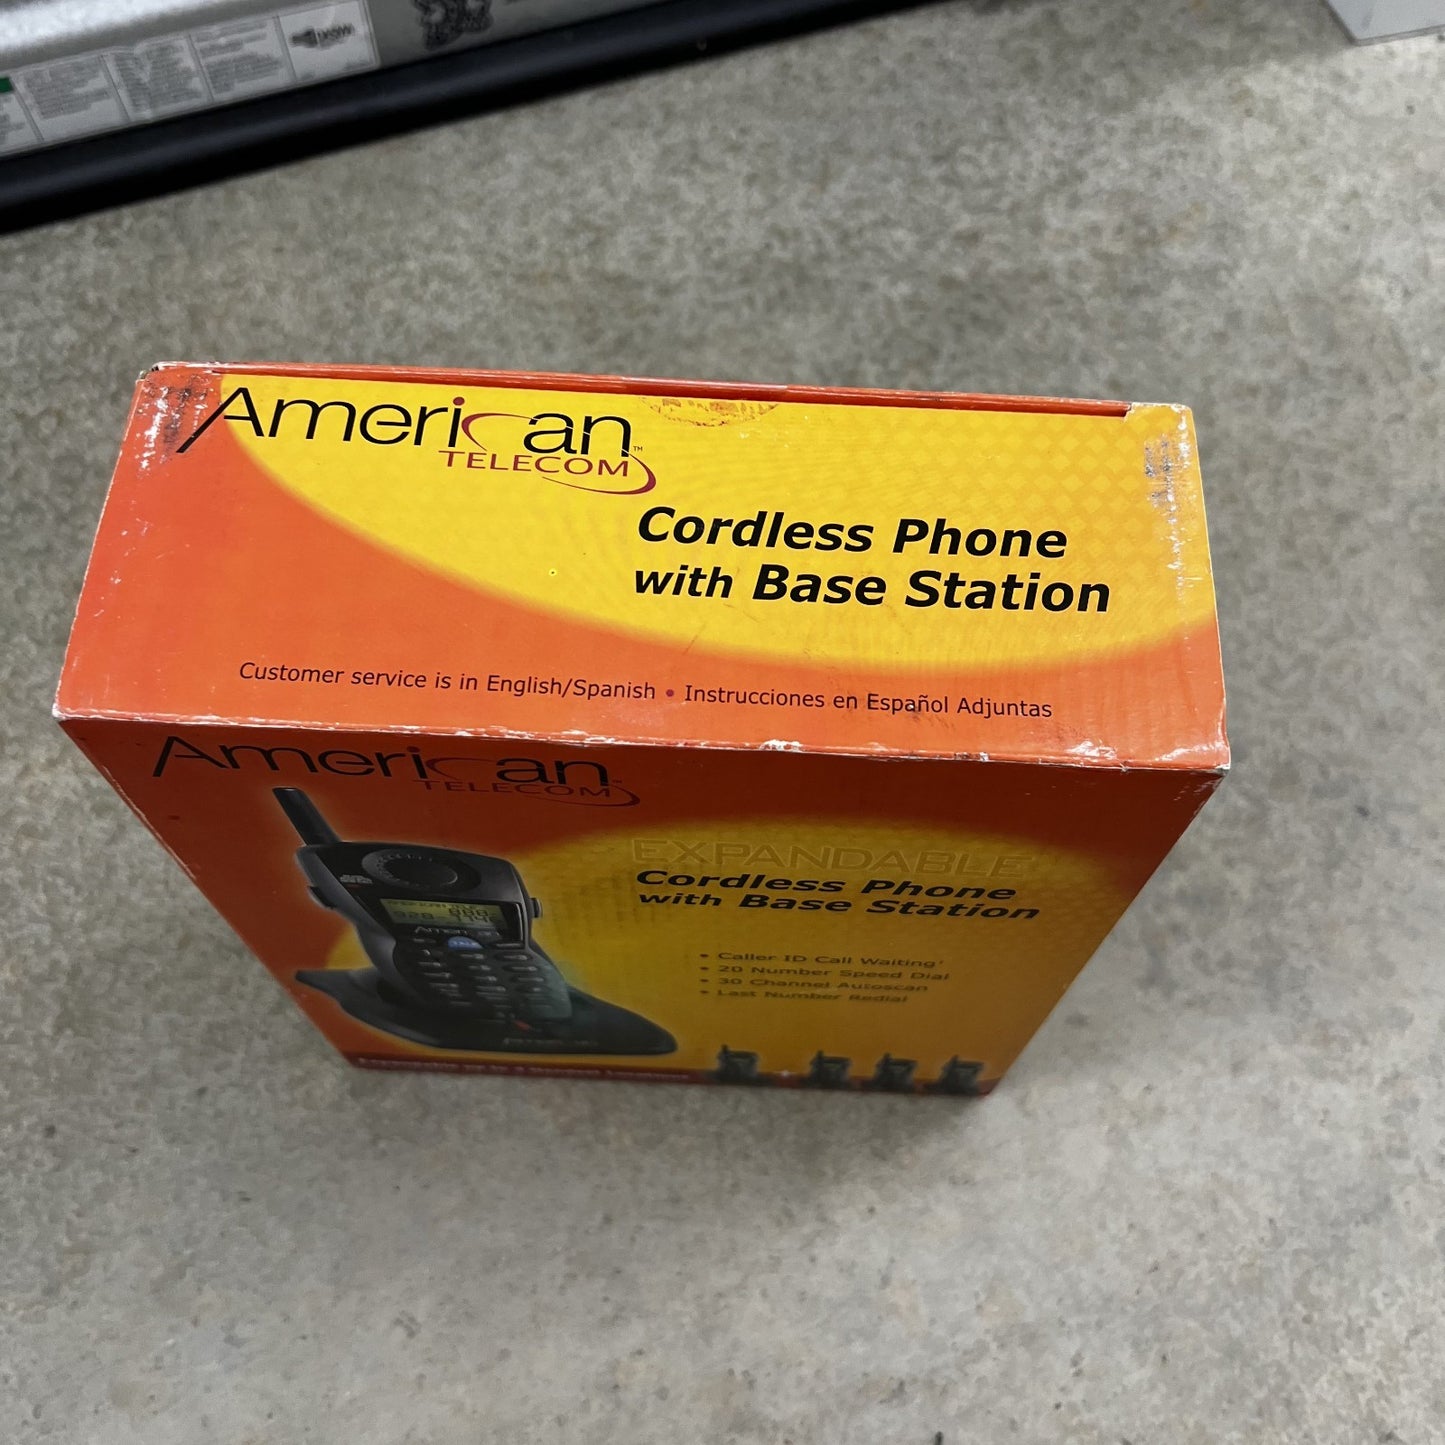 American™
TELECOM
Cordless Phone
with Base Station
Customer service is in English/Spanish • Instrucciones en Español Adjuntas
American
TELECOM
EXPANDABLE
Cordless Phone
with Base Station
• Caller ID Call Waiting*
• 20 Number Speed Dial
• 30 Channel Autoscan
• Last Number Redial
American
TALK